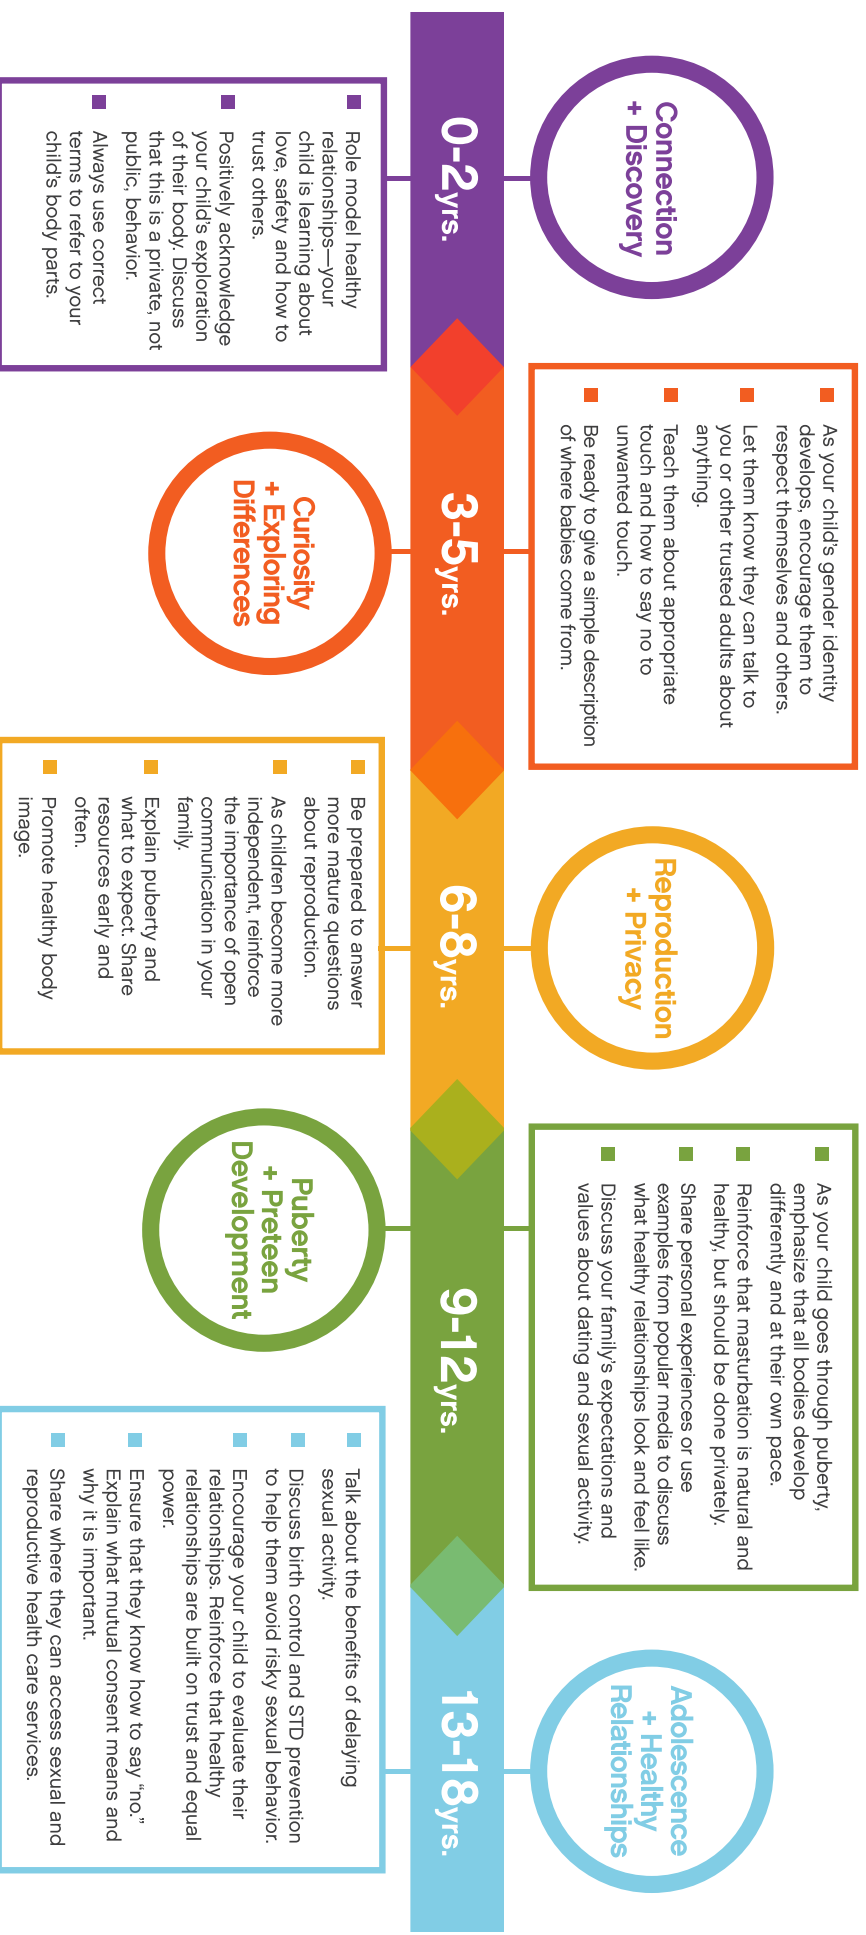 Connection
+ Discovery
0-2yrs.
Role model healthy
relationships—your
child is learning about
love, safety and how to
trust others.
Positively acknowledge
your child's exploration
of their body. Discuss
that this is a private, not
public, behavior.
Always use correct
terms to refer to your
child's body parts.
As your child's gender identity
develops, encourage them to
respect themselves and others.
Let them know they can talk to
you or other trusted adults about
anything.
Teach them about appropriate
touch and how to say no to
unwanted touch.
Be ready to give a simple description
of where babies come from.
3-5yrs.
Curiosity
+ Exploring
Differences
Reproduction
+ Privacy
6-8yrs.
Be prepared to answer
more mature questions
about reproduction.
As children become more
independent, reinforce
the importance of open
communication in your
family.
Explain puberty and
what to expect. Share
resources early and
often.
Promote healthy body
image.
As your child goes through puberty,
emphasize that all bodies develop
differently and at their own pace.
Reinforce that masturbation is natural and
healthy, but should be done privately.
Share personal experiences or use
examples from popular media to discuss
what healthy relationships look and feel like.
Discuss your family's expectations and
values about dating and sexual activity.
9-12yrs.
Puberty
+ Preteen
Development
Adolescence
+ Healthy
Relationships
13-18yrs.
Talk about the benefits of delaying
sexual activity.
Discuss birth control and STD prevention
to help them avoid risky sexual behavior.
Encourage your child to evaluate their
relationships. Reinforce that healthy
relationships are built on trust and equal
power.
Ensure that they know how to say "no."
Explain what mutual consent means and
why it is important.
Share where they can access sexual and
reproductive health care services.